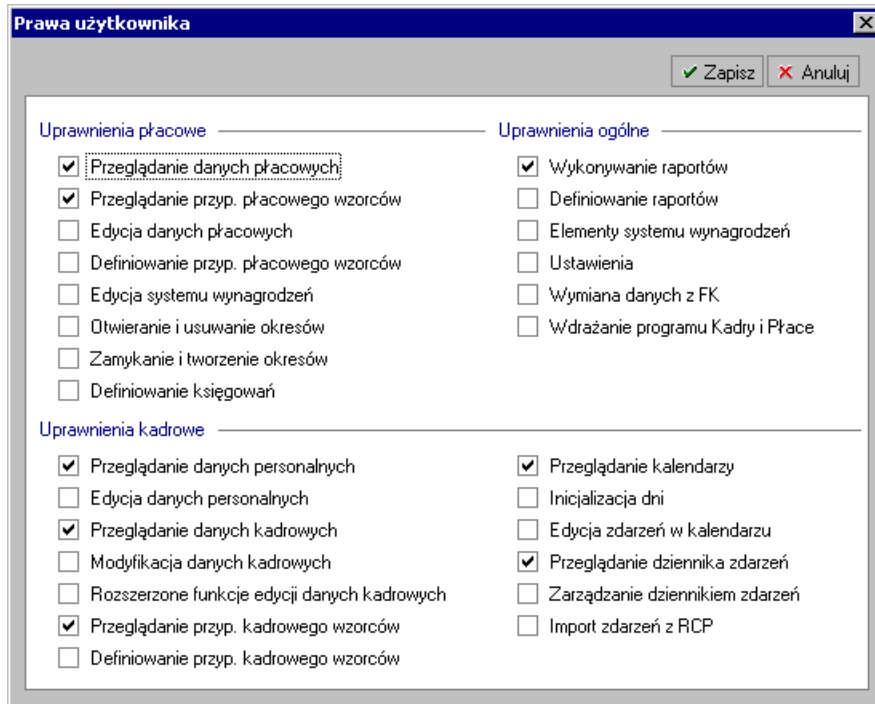 Prawa użytkownika
Zapisz
Anuluj
Uprawnienia płacowe
Przeglądanie danych płacowych
Przeglądanie przyp. płacowego wzorców
Edycja danych płacowych
Definiowanie przyp. płacowego wzorców
Edycja systemu wynagrodzeń
Otwieranie i usuwanie okresów
Zamykanie i tworzenie okresów
Definiowanie księgowań
Uprawnienia ogólne
Wykonywanie raportów
Definiowanie raportów
Elementy systemu wynagrodzeń
Ustawienia
Wymiana danych z FK
Wdrażanie programu Kadry i Płace
Uprawnienia kadrowe
Przeglądanie danych personalnych
Edycja danych personalnych
Przeglądanie danych kadrowych
Modyfikacja danych kadrowych
Rozszerzone funkcje edycji danych kadrowych
Przeglądanie przyp. kadrowego wzorców
Definiowanie przyp. kadrowego wzorców
Przeglądanie kalendarzy
Inicjalizacja dni
Edycja zdarzeń w kalendarzu
Przeglądanie dziennika zdarzeń
Zarządzanie dziennikiem zdarzeń
Import zdarzeń z RCP